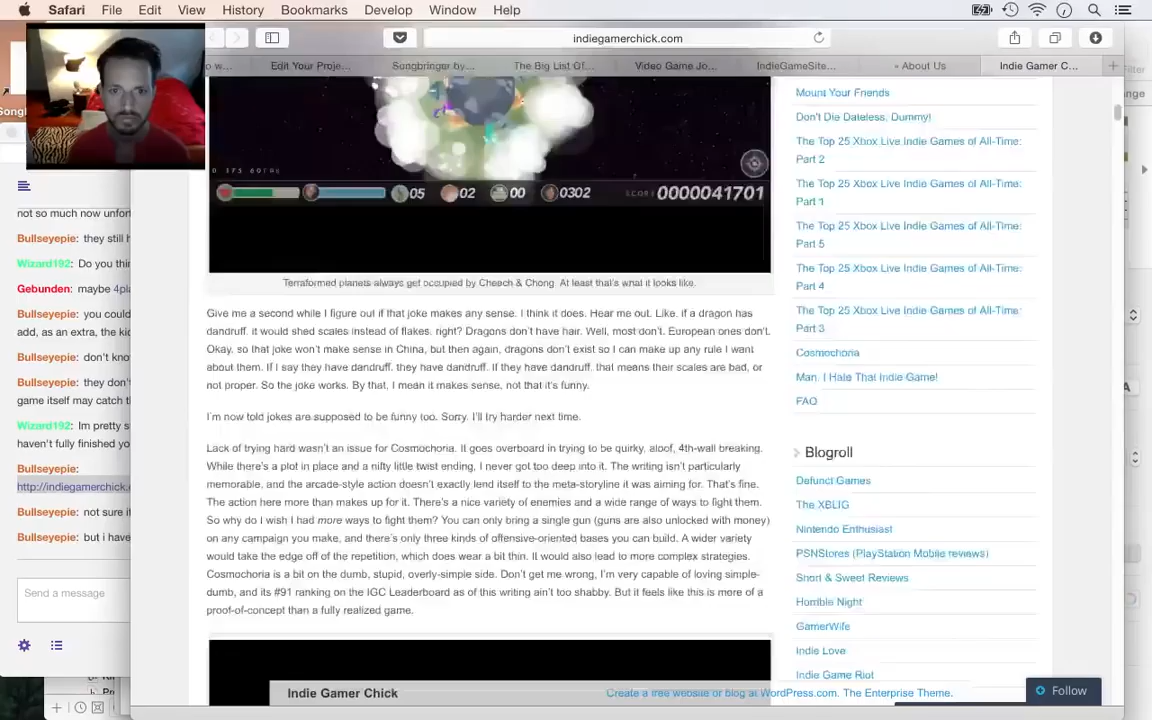 Safari File Edit View History Bookmarks Develop Window Help
indiegamerchick.com
Edit Your Proje... Songbringer by... The Big List Of... Video Game Jo... IndieGameSite... » About Us Indie Gamer C...
Filter
Songb
not so much now unfor
Bullseyepie: they still h
Wizard192: Do you thin
Gebunden: maybe 4pla
Bullseyepie: you could
add, as an extra, the kic
Bullseyepie: don't kno
Bullseyepie: they don'
game itself may catch t
Wizard192: Im pretty s
haven't fully finished yo
Bullseyepie:
http://indiegamerchick.c
Bullseyepie: not sure if
Bullseyepie: but i have
Send a message
05 02 00 0302 SCORE 0000041701
Terraformed planets always get occupied by Cheech & Chong. At least that's what it looks like.
Give me a second while I figure out if that joke makes any sense. I think it does. Hear me out. Like, if a dragon has
dandruff, it would shed scales instead of flakes, right? Dragons don't have hair. Well, most don't. European ones don't.
Okay, so that joke won't make sense in China, but then again, dragons don't exist so I can make up any rule I want
about them. If I say they have dandruff, they have dandruff. If they have dandruff, that means their scales are bad, or
not proper. So the joke works. By that, I mean it makes sense, not that it's funny.
I'm now told jokes are supposed to be funny too. Sorry. I'll try harder next time.
Lack of trying hard wasn't an issue for Cosmochoria. It goes overboard in trying to be quirky, aloof, 4th-wall breaking.
While there's a plot in place and a nifty little twist ending, I never got too deep into it. The writing isn't particularly
memorable, and the arcade-style action doesn't exactly lend itself to the meta-storyline it was aiming for. That's fine.
The action here more than makes up for it. There's a nice variety of enemies and a wide range of ways to fight them.
So why do I wish I had more ways to fight them? You can only bring a single gun (guns are also unlocked with money)
on any campaign you make, and there's only three kinds of offensive-oriented bases you can build. A wider variety
would take the edge off of the repetition, which does wear a bit thin. It would also lead to more complex strategies.
Cosmochoria is a bit on the dumb, stupid, overly-simple side. Don't get me wrong, I'm very capable of loving simple-
dumb, and its #91 ranking on the IGC Leaderboard as of this writing ain't too shabby. But it feels like this is more of a
proof-of-concept than a fully realized game.
Indie Gamer Chick
Create a free website or blog at WordPress.com. The Enterprise Theme.
Follow
Mount Your Friends
Don't Die Dateless, Dummy!
The Top 25 Xbox Live Indie Games of All-Time:
Part 2
The Top 25 Xbox Live Indie Games of All-Time:
Part 1
The Top 25 Xbox Live Indie Games of All-Time:
Part 5
The Top 25 Xbox Live Indie Games of All-Time:
Part 4
The Top 25 Xbox Live Indie Games of All-Time:
Part 3
Cosmochoria
Man, I Hate That Indie Game!
FAQ
Blogroll
Defunct Games
The XBLIG
Nintendo Enthusiast
PSNStores (PlayStation Mobile reviews)
Short & Sweet Reviews
Horrible Night
GamerWife
Indie Love
Indie Game Riot